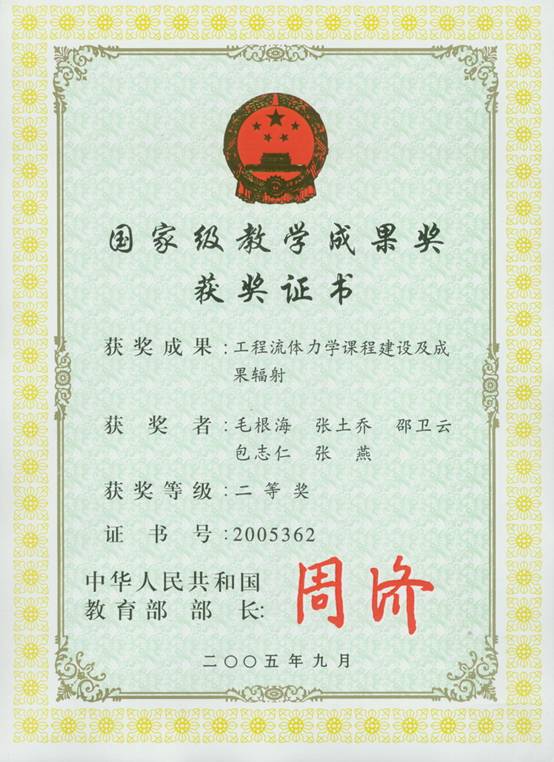 国家级教学成果奖
获奖证书
获奖成果:工程流体力学课程建设及成
果辐射
获奖者:毛根海 张土乔 邵卫云
包志仁 张燕
获奖等级:二等奖
证书号:2005362
中华人民共和国
教育部部长:周济
二〇〇五年九月